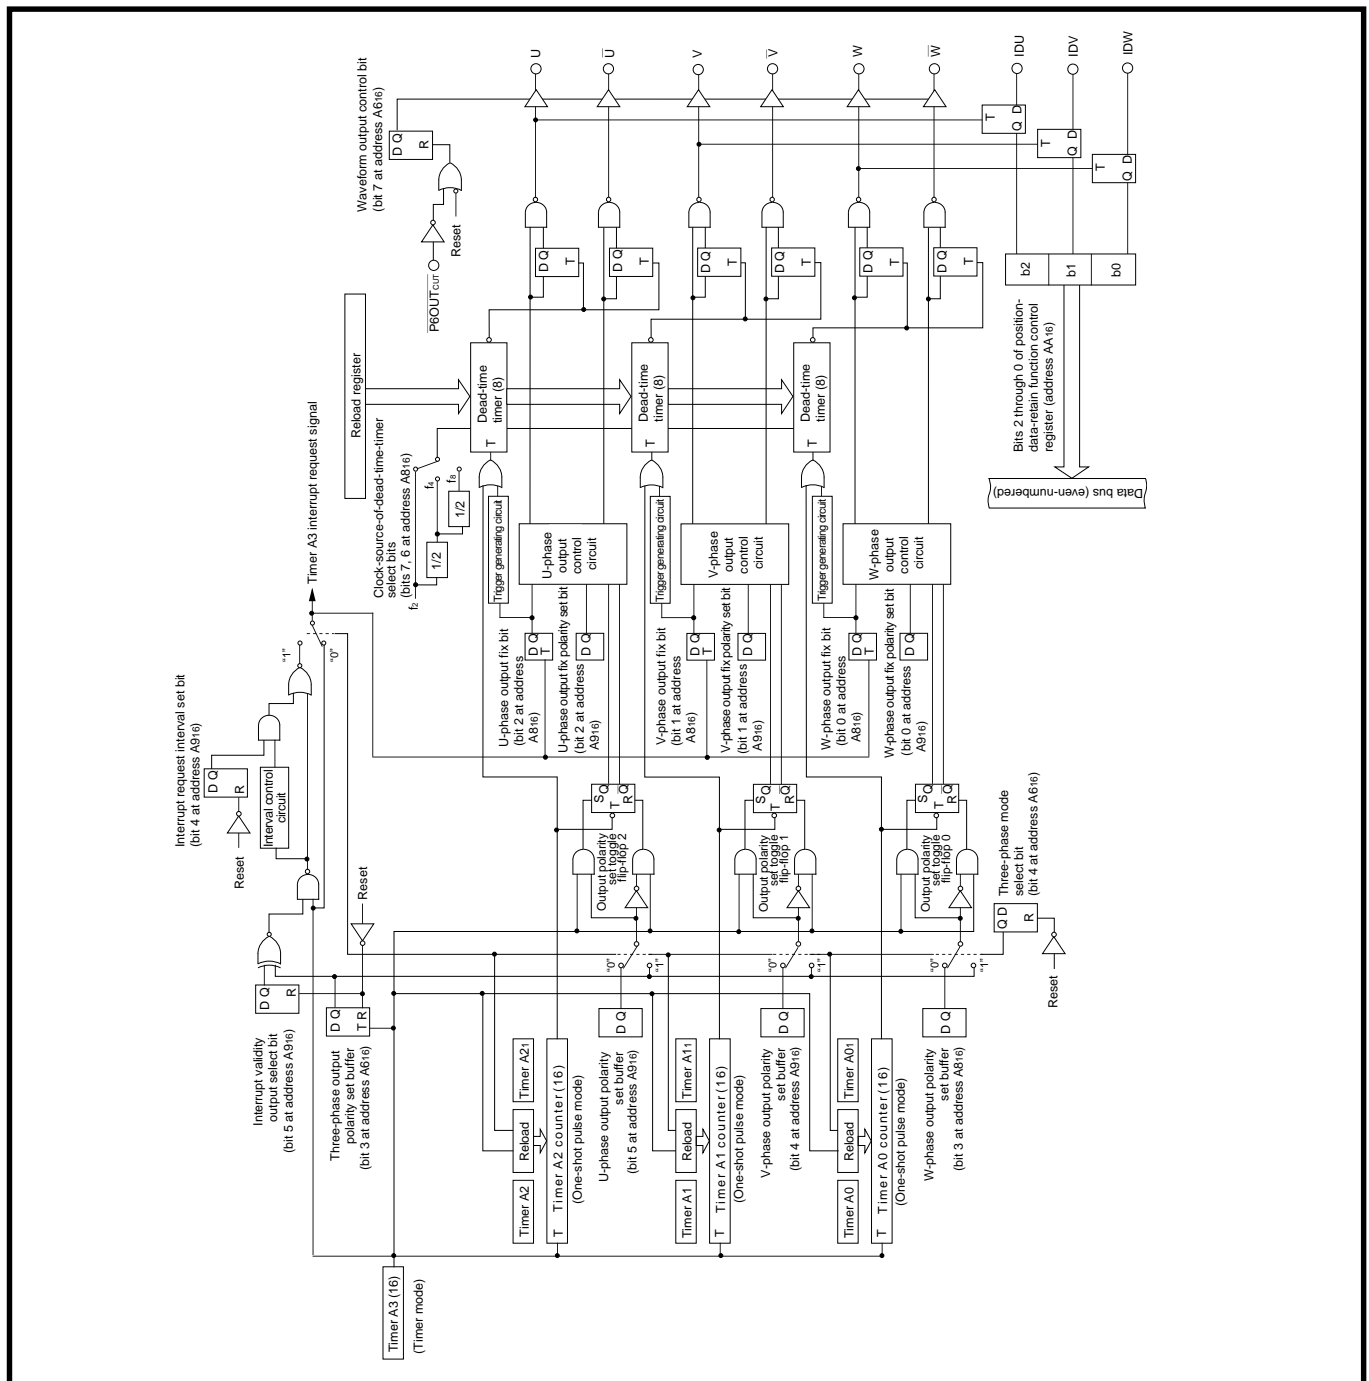 U
U
V
V
W
W
IDU
IDV
IDW
Waveform output control bit
(bit 7 at address A616)
D Q
R
Reset
P6OUTCUT
T
Q D
T
Q D
T
Q D
D Q
T
D Q
T
D Q
T
D Q
T
D Q
T
D Q
T
b2
b1
b0
Bits 2 through 0 of position-
data-retain function control
register (address AA16)
Data bus (even-numbered)
Reload register
Dead-time
timer (8)
T
Dead-time
timer (8)
T
Dead-time
timer (8)
T
Timer A3 interrupt request signal
Clock-source-of-dead-time-timer
select bits
(bits 7, 6 at address A816)
f2
f4
f8
1/2
1/2
Trigger generating circuit
U-phase
output
control
circuit
Trigger generating circuit
V-phase
output
control
circuit
Trigger generating circuit
W-phase
output
control
circuit
Interrupt request interval set bit
(bit 4 at address A916)
D Q
R
Reset
Interval control
circuit
“1”
“0”
U-phase output fix bit
(bit 2 at address
A816)
D Q
T
U-phase output fix polarity set bit
(bit 2 at address
A916)
D Q
V-phase output fix bit
(bit 1 at address
A816)
D Q
T
V-phase output fix polarity set bit
(bit 1 at address
A916)
D Q
W-phase output fix bit
(bit 0 at address
A816)
D Q
T
W-phase output fix polarity set bit
(bit 0 at address
A916)
D Q
S Q
T
R Q
Output polarity
set toggle
flip-flop 2
S Q
T
R Q
Output polarity
set toggle
flip-flop 1
S Q
T
R Q
Output polarity
set toggle
flip-flop 0
Three-phase mode
select bit
(bit 4 at address A616)
Q D
R
Reset
Reset
“0”
“1”
“0”
“1”
“0”
“1”
Interrupt validity
output select bit
(bit 5 at address A916)
D Q
R
Three-phase output
polarity set buffer
(bit 3 at address A616)
D Q
T R
Timer A21
Reload
Timer A2
T Timer A2 counter (16)
(One-shot pulse mode)
U-phase output polarity
set buffer
(bit 5 at address A916)
D Q
Timer A11
Reload
Timer A1
T Timer A1 counter (16)
(One-shot pulse mode)
V-phase output polarity
set buffer
(bit 4 at address A916)
D Q
Timer A01
Reload
Timer A0
T Timer A0 counter (16)
(One-shot pulse mode)
W-phase output polarity
set buffer
(bit 3 at address A816)
D Q
Timer A3 (16)
(Timer mode)